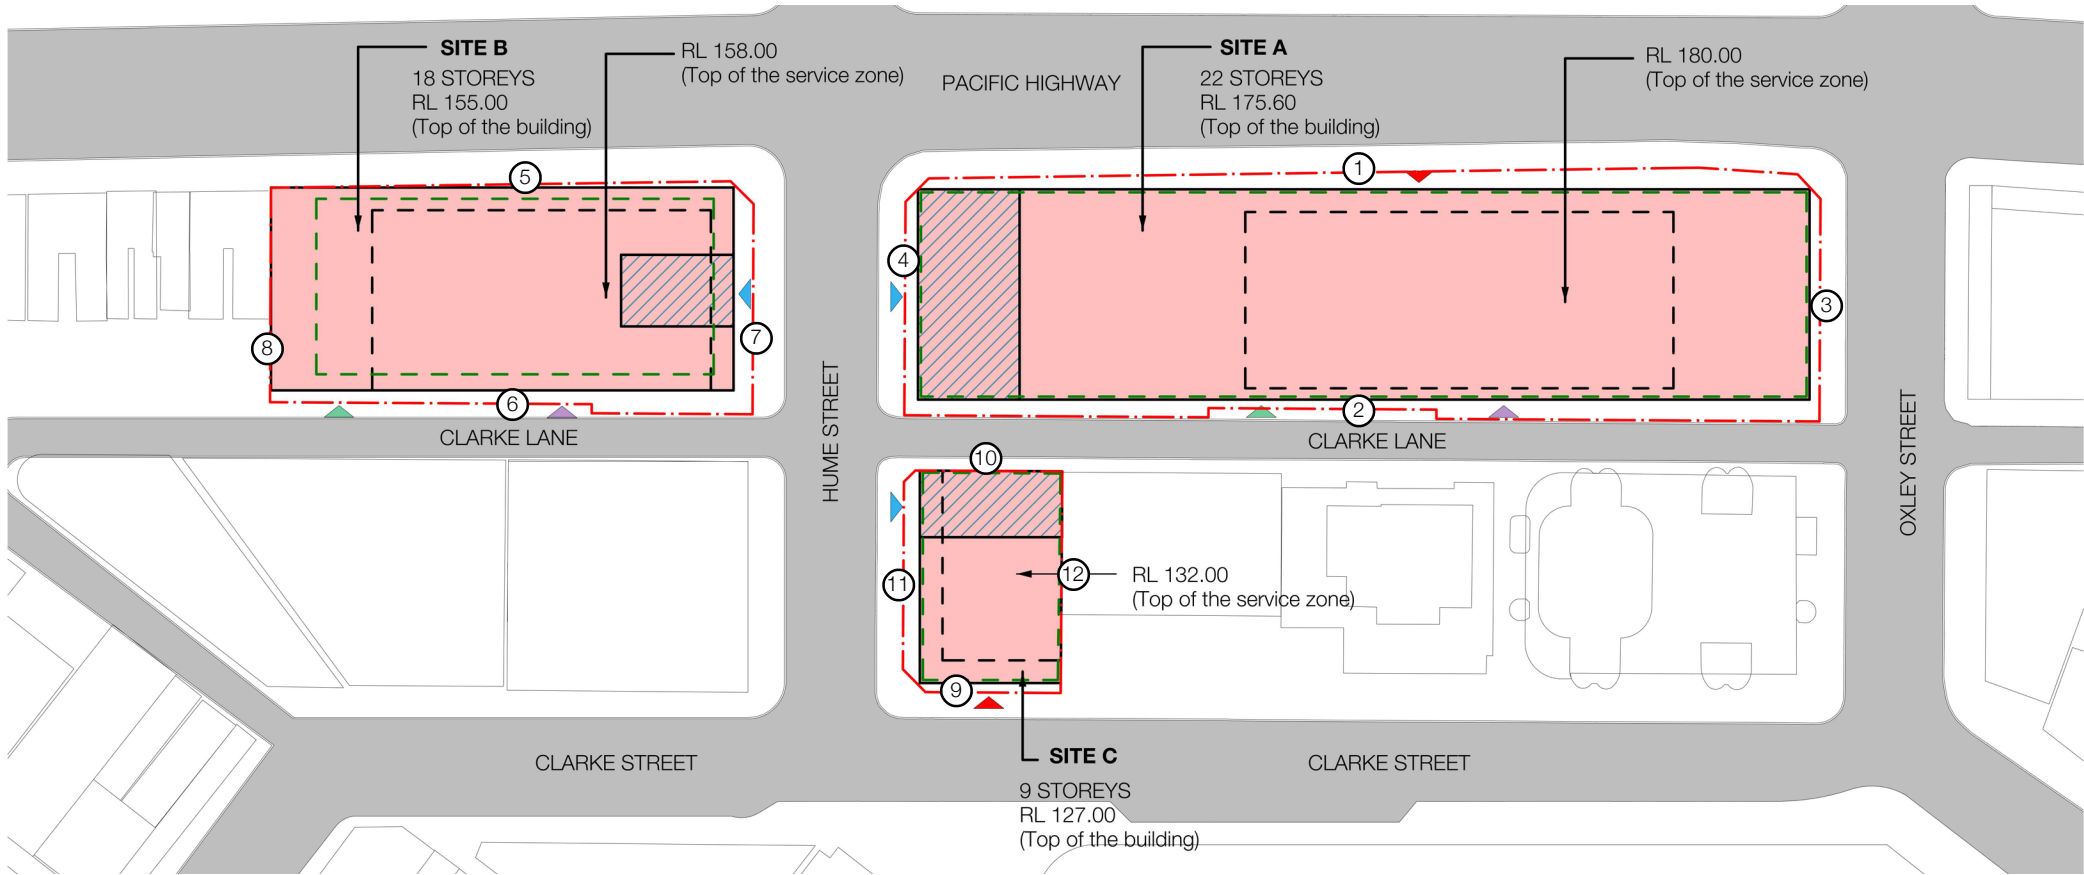 SITE B
18 STOREYS
RL 155.00
(Top of the building)
RL 158.00
(Top of the service zone)
PACIFIC HIGHWAY
SITE A
22 STOREYS
RL 175.60
(Top of the building)
RL 180.00
(Top of the service zone)
5
1
4
3
8
7
6
2
CLARKE LANE
HUME STREET
CLARKE LANE
OXLEY STREET
10
11
12
RL 132.00
(Top of the service zone)
9
SITE C
9 STOREYS
RL 127.00
(Top of the building)
CLARKE STREET
CLARKE STREET